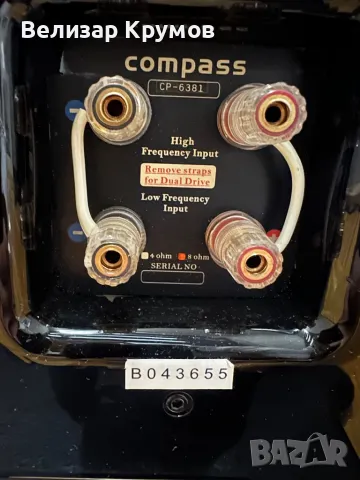 Велизар Крумов
compass
CP-6381
High
Frequency Input
Remove straps
for Dual Drive
Low Frequency
Input
4 ohm 8 ohm
SERIAL NO
B043655
BAZAR